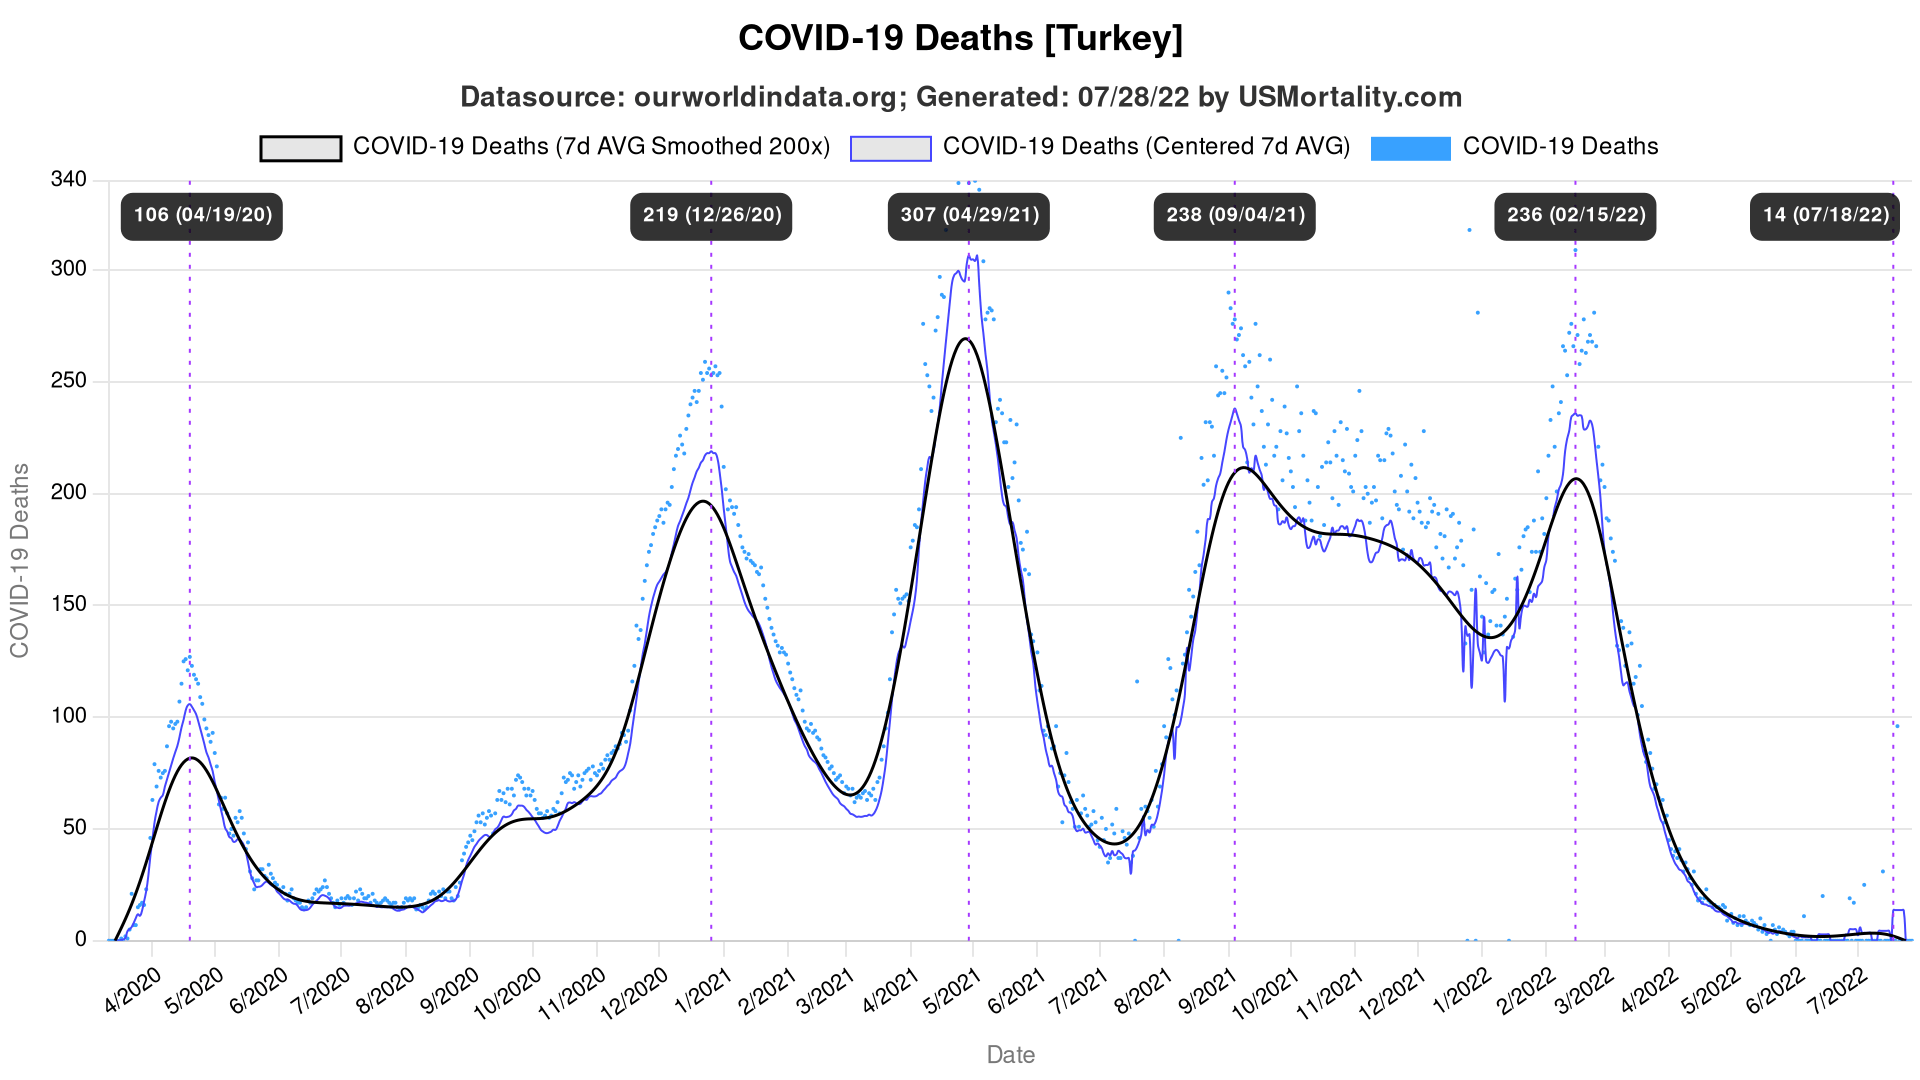 COVID-19 Deaths [Turkey]
Datasource: ourworldindata.org; Generated: 07/28/22 by USMortality.com
COVID-19 Deaths (7d AVG Smoothed 200x) COVID-19 Deaths (Centered 7d AVG) COVID-19 Deaths
340
106 (04/19/20) 219 (12/26/20) 307 (04/29/21) 238 (09/04/21) 236 (02/15/22) 14 (07/18/22)
300
250
200
150
100
50
0
COVID-19 Deaths
4/2020 5/2020 6/2020 7/2020 8/2020 9/2020 10/2020 11/2020 12/2020 1/2021 2/2021 3/2021 4/2021 5/2021 6/2021 7/2021 8/2021 9/2021 10/2021 11/2021 12/2021 1/2022 2/2022 3/2022 4/2022 5/2022 6/2022 7/2022
Date